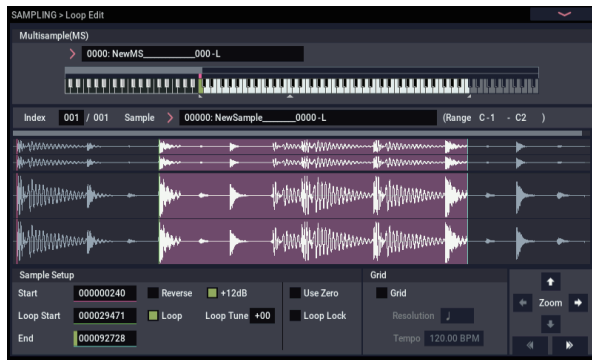 SAMPLING > Loop Edit
Multisample(MS)
0000: NewMS__________000 -L
Index 001 / 001 Sample 00000: NewSample______0000 -L (Range C-1 - C2 )
Sample Setup
Grid
Start 000000240 Reverse +12dB Use Zero Grid
Loop Start 000029471 Loop Loop Tune +00 Loop Lock Resolution ♩
End 000092728 Tempo 120.00 BPM
Zoom